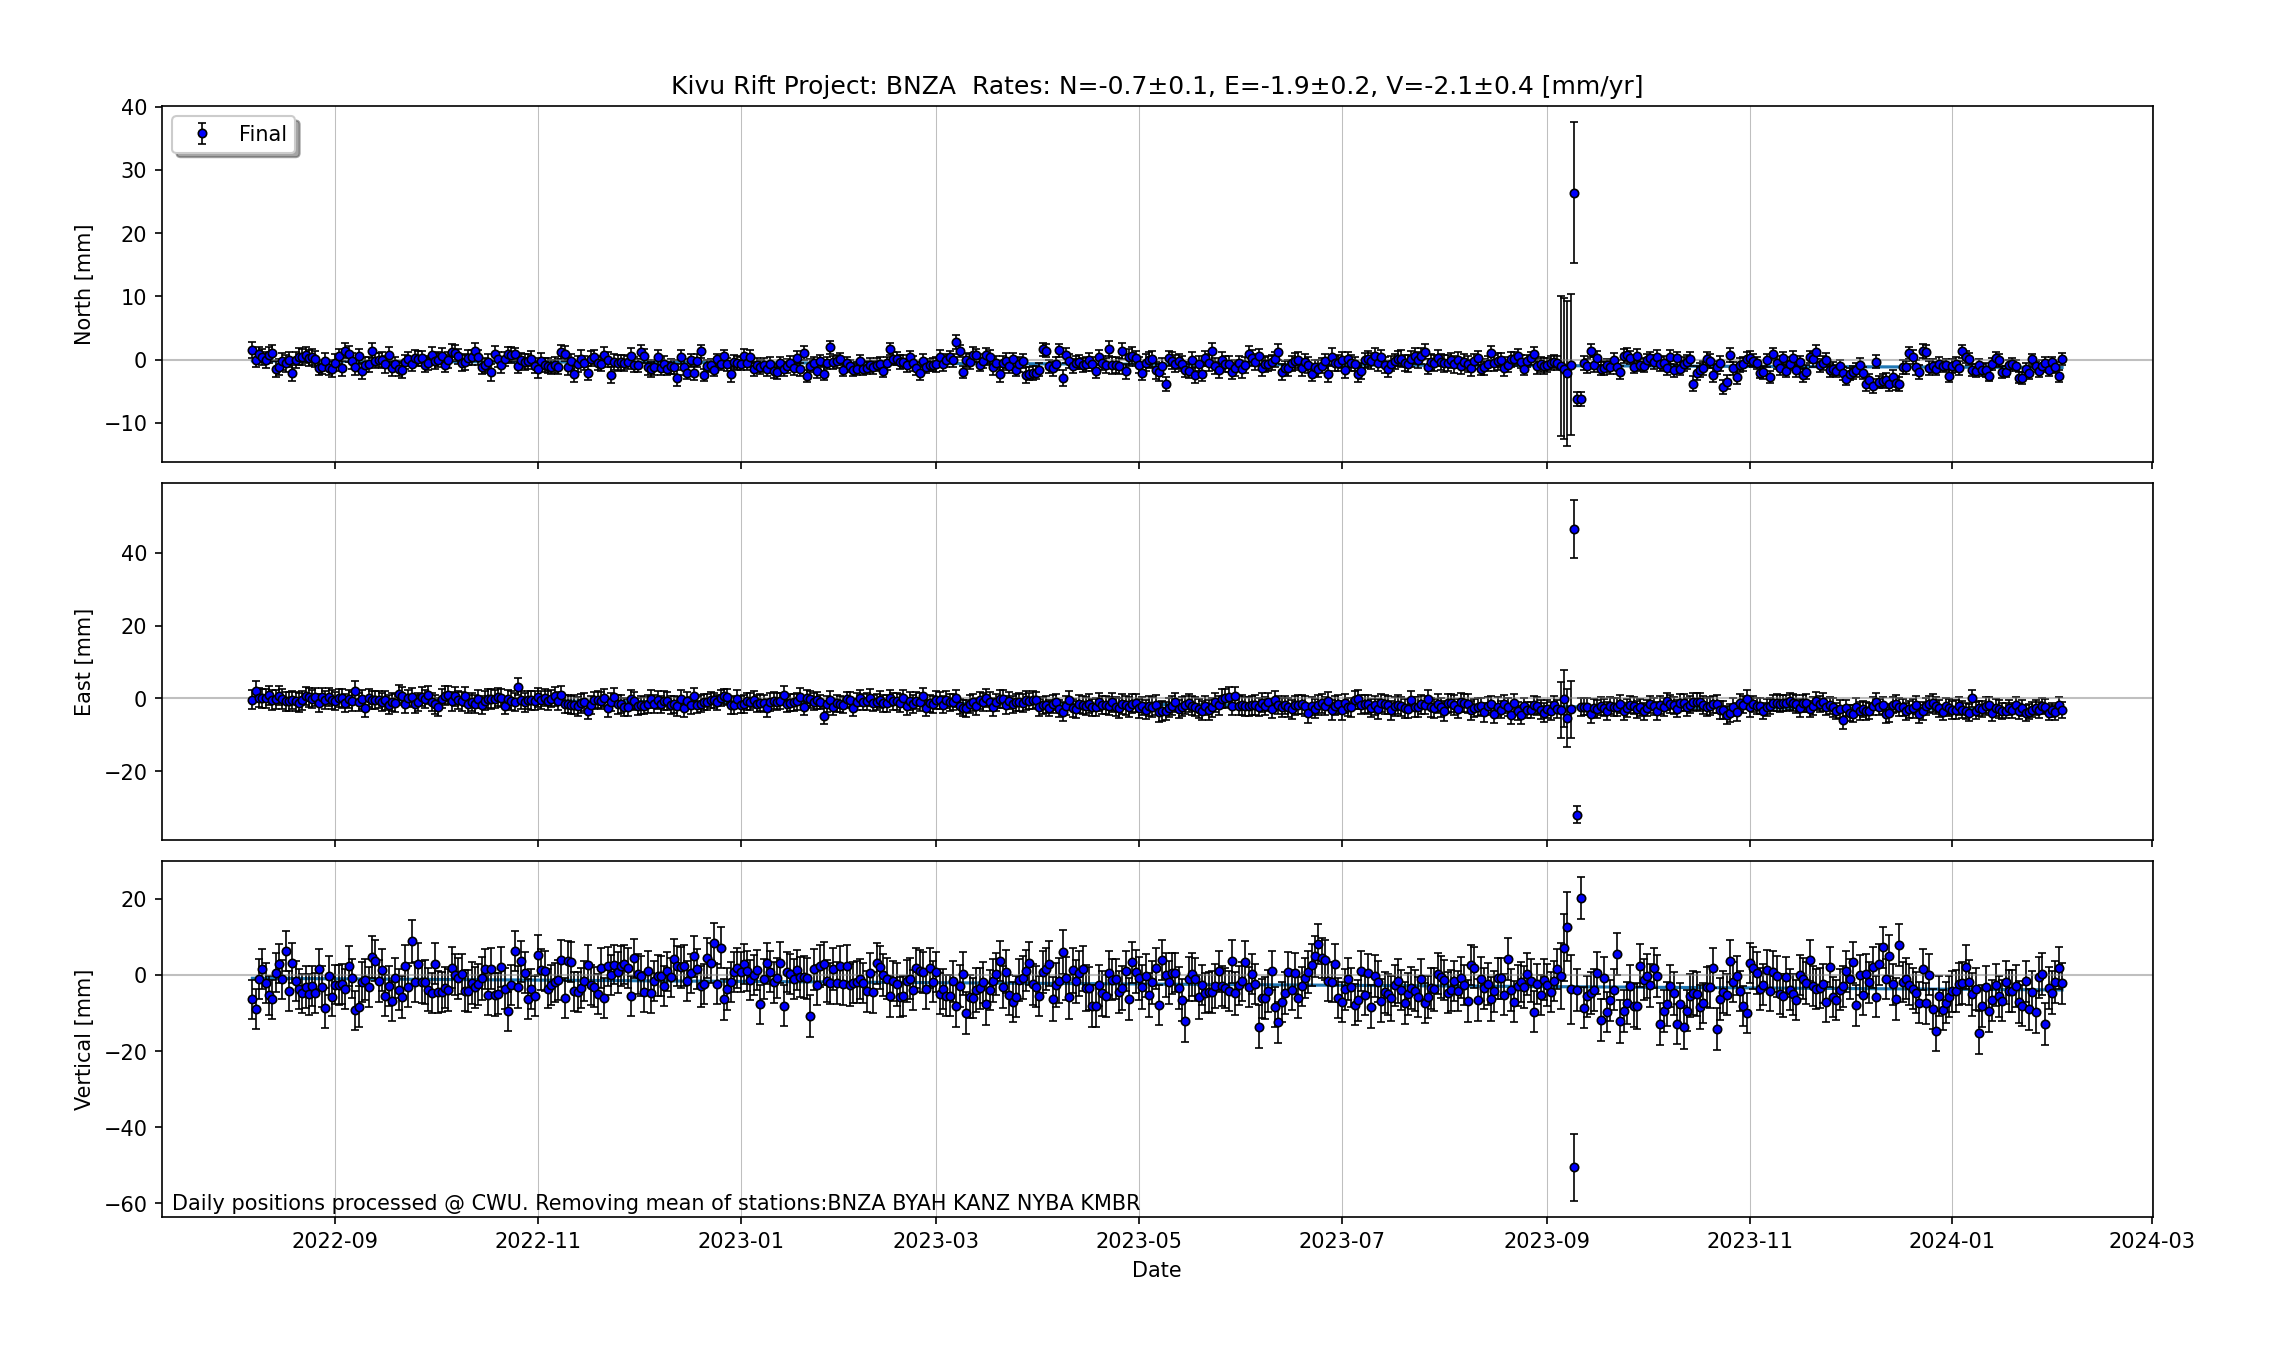 Kivu Rift Project: BNZA  Rates: N=-0.7±0.1, E=-1.9±0.2, V=-2.1±0.4 [mm/yr]
Final
40
30
20
10
0
−10
North [mm]
40
20
0
−20
East [mm]
20
0
−20
−40
−60
Vertical [mm]
Daily positions processed @ CWU. Removing mean of stations:BNZA BYAH KANZ NYBA KMBR
2022-09 2022-11 2023-01 2023-03 2023-05 2023-07 2023-09 2023-11 2024-01 2024-03
Date